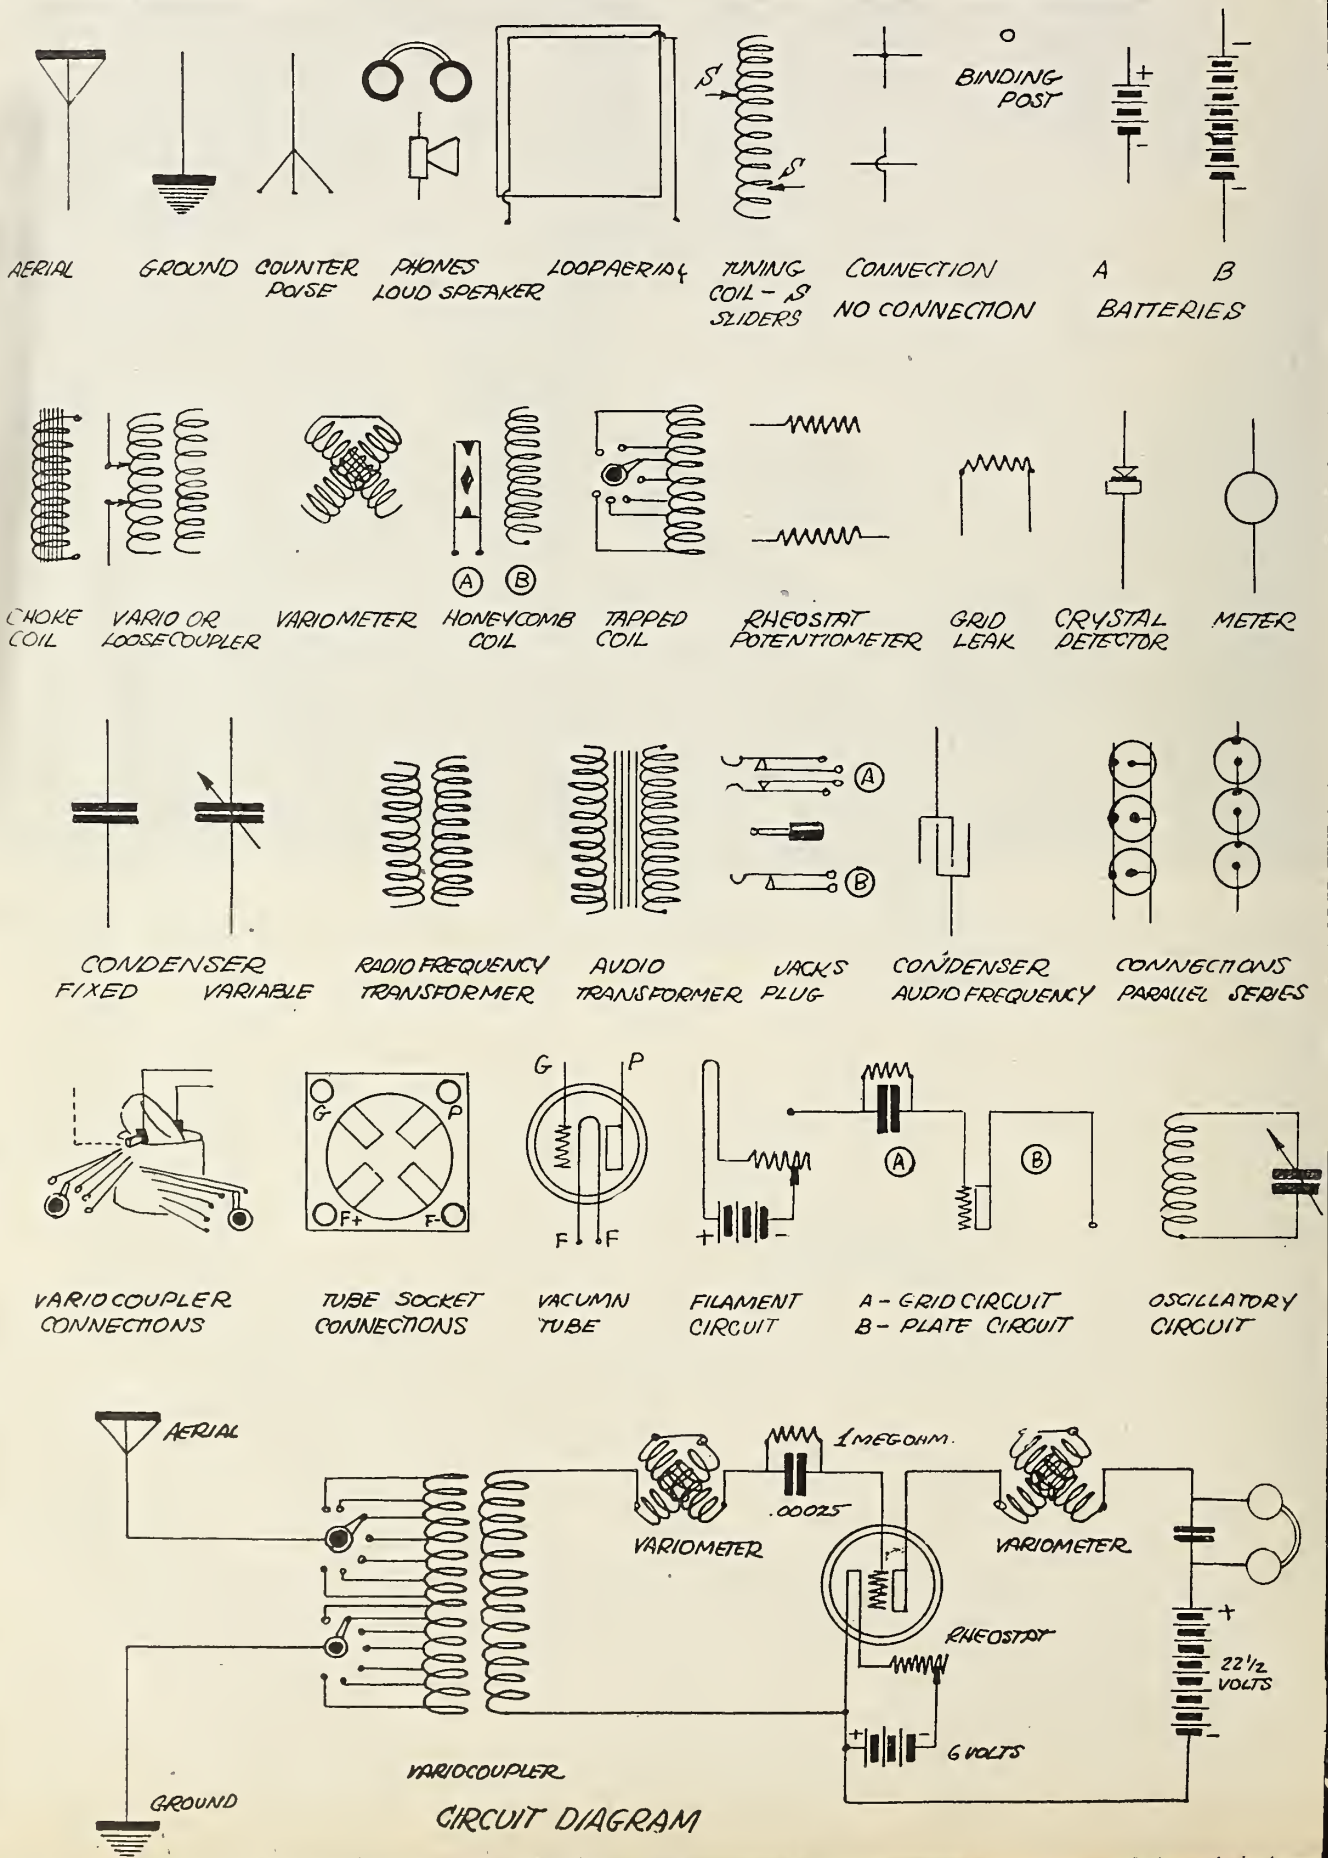 S
S
BINDING
POST
+
-
-
-
AERIAL
GROUND
COUNTER
POISE
PHONES
LOUD SPEAKER
LOOP AERIAL
TUNING
COIL - S
SLIDERS
CONNECTION
NO CONNECTION
A
B
BATTERIES
A
B
CHOKE
COIL
VARIO OR
LOOSECOUPLER
VARIOMETER
HONEYCOMB
COIL
TAPPED
COIL
RHEOSTAT
POTENTIOMETER
GRID
LEAK
CRYSTAL
DETECTOR
METER
A
B
CONDENSER
FIXED
VARIABLE
RADIO FREQUENCY
TRANSFORMER
AUDIO
TRANSFORMER
JACKS
PLUG
CONDENSER
AUDIO FREQUENCY
CONNECTIONS
PARALLEL SERIES
G
P
F+
F-
G
P
F
F
+
-
A
B
VARIO COUPLER
CONNECTIONS
TUBE SOCKET
CONNECTIONS
VACUMN
TUBE
FILAMENT
CIRCUIT
A - GRID CIRCUIT
B - PLATE CIRCUIT
OSCILLATORY
CIRCUIT
AERIAL
1 MEGOHM.
.00025
VARIOMETER
VARIOMETER
RHEOSTAT
+
22 1/2
VOLTS
-
+
-
6 VOLTS
VARIOCOUPLER
GROUND
CIRCUIT DIAGRAM